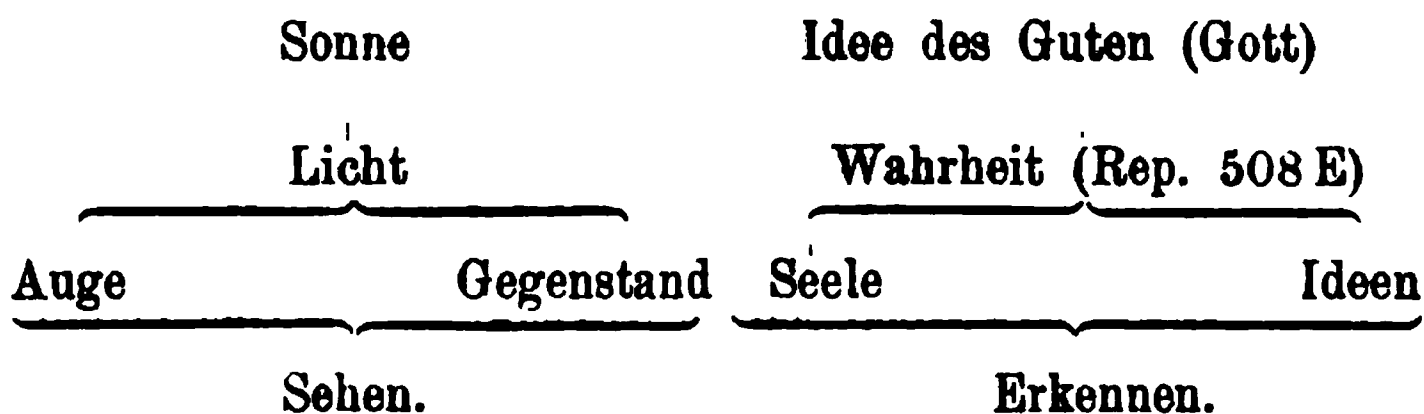 Sonne Idee des Guten (Gott)
Licht Wahrheit (Rep. 508 E)
Auge Gegenstand Seele Ideen
Sehen. Erkennen.